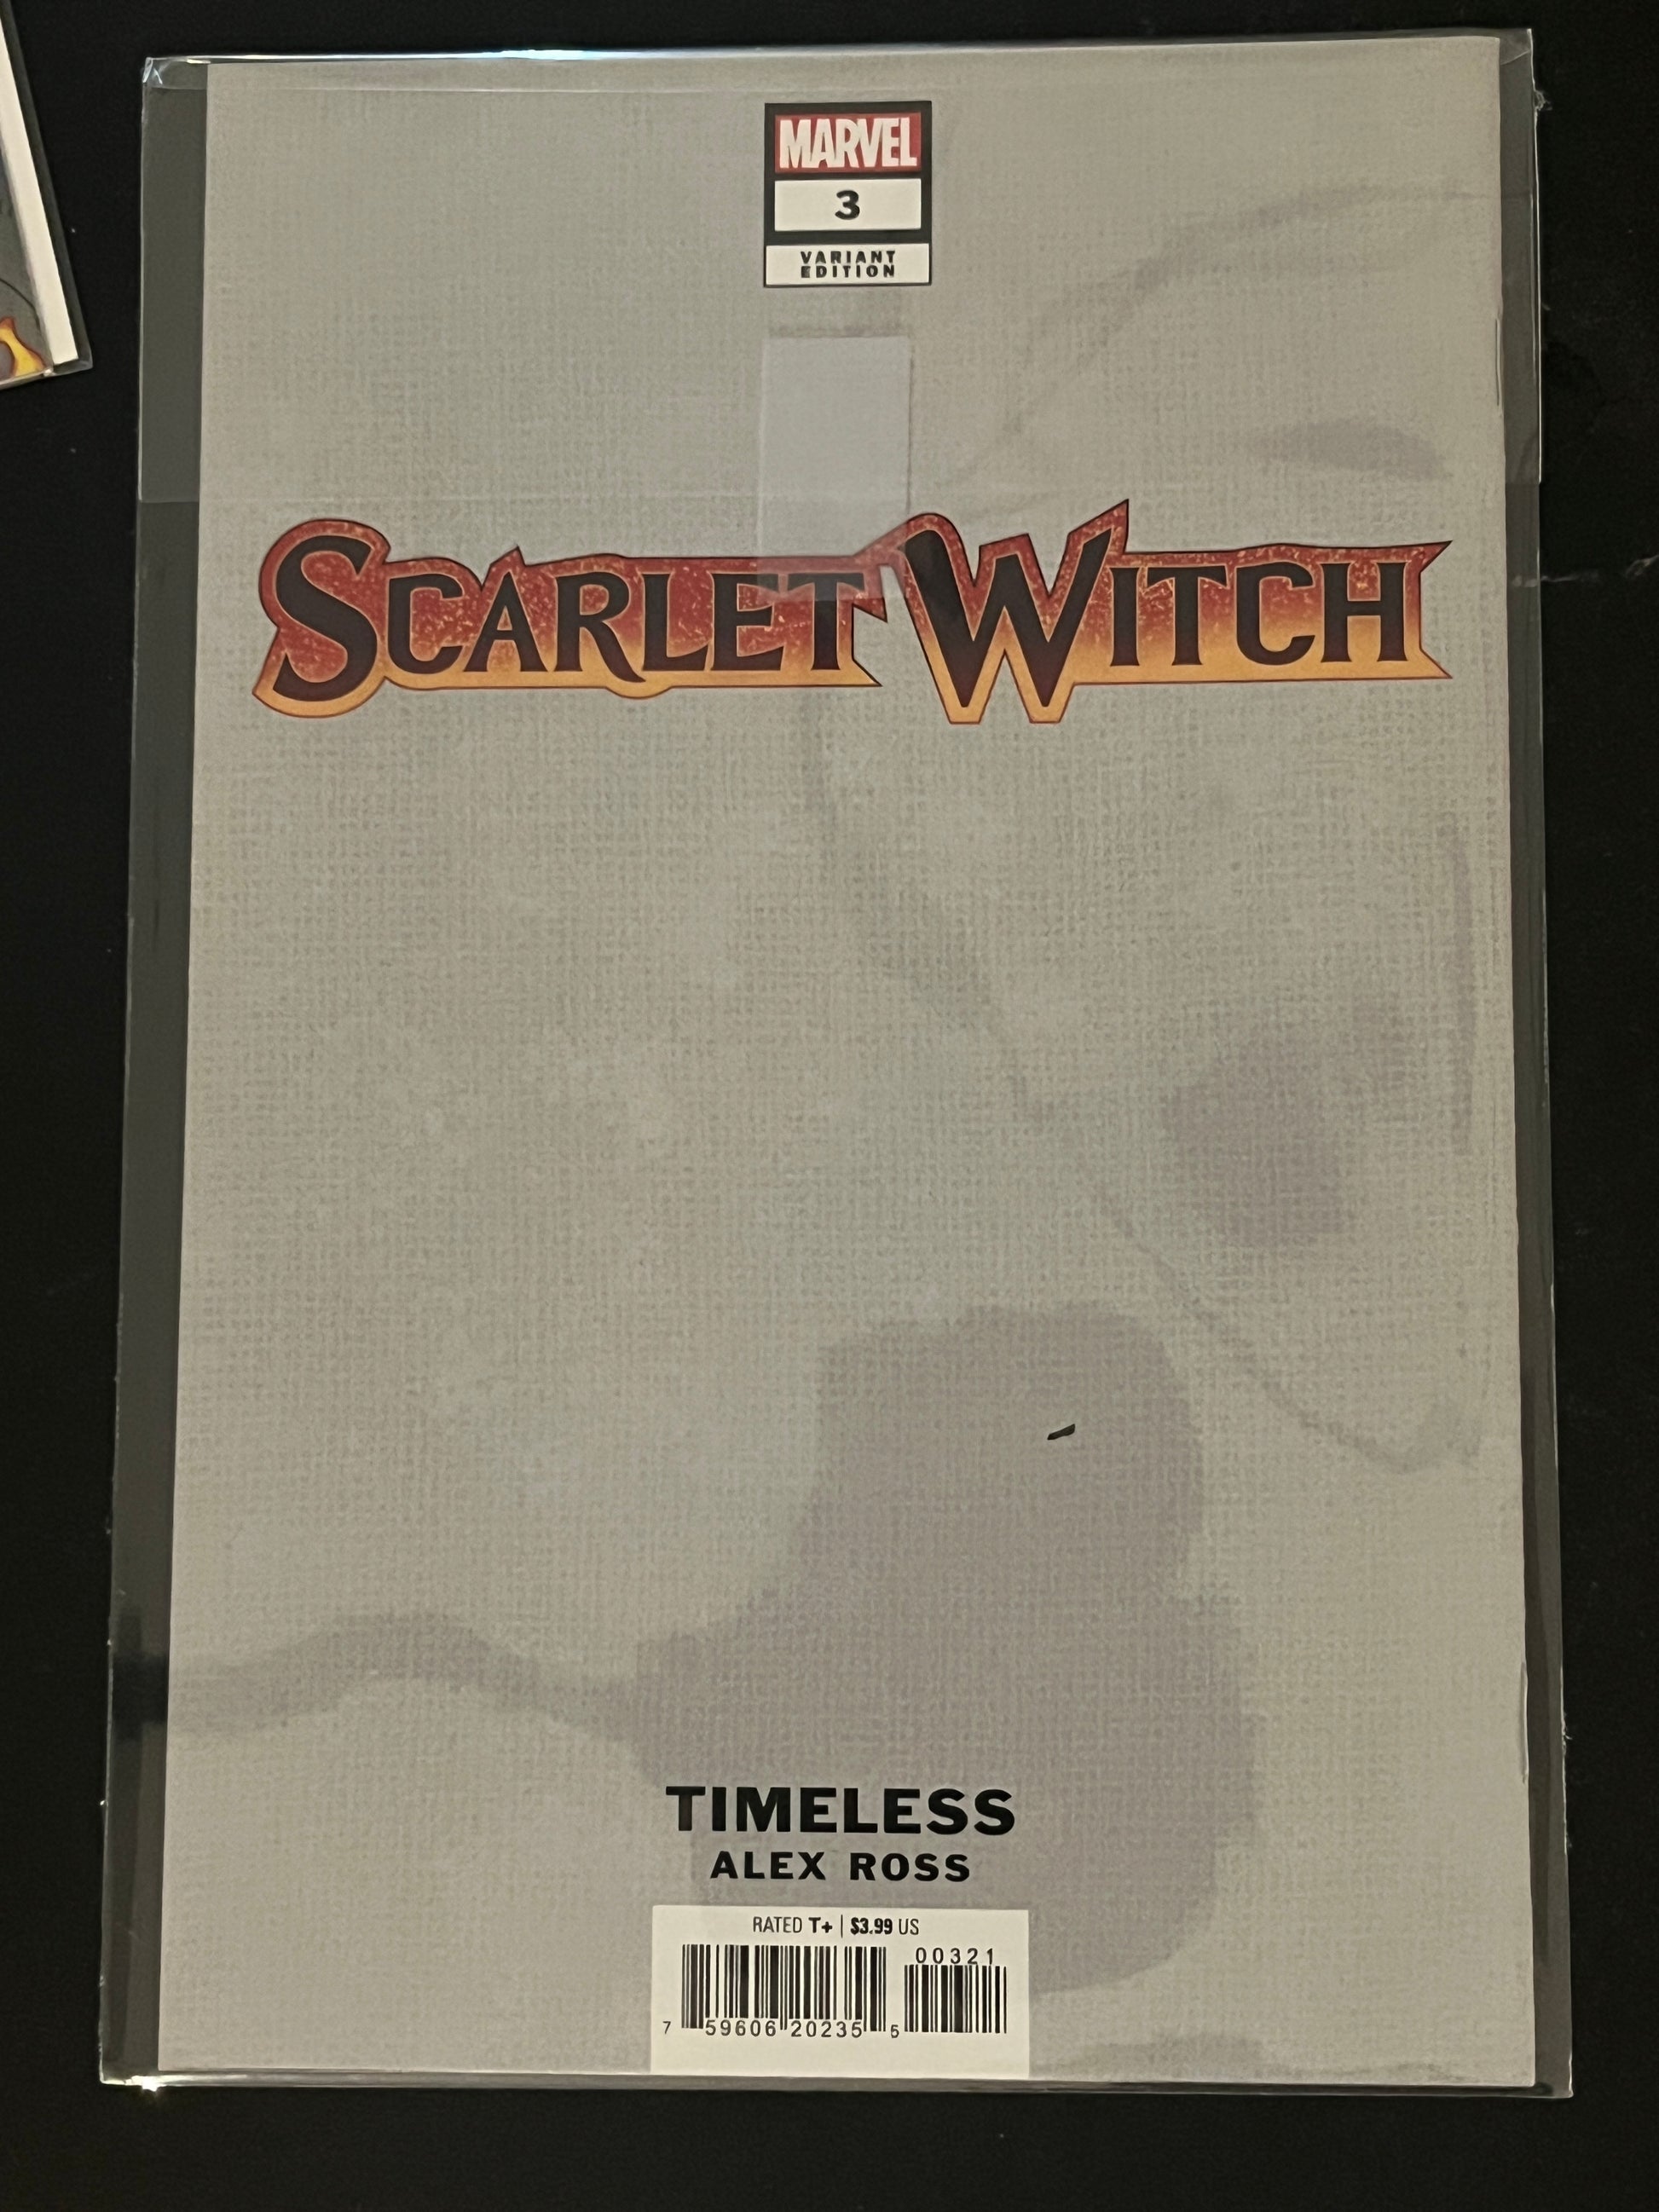 MARVEL
3
VARIANT
EDITION
SCARLET WITCH
TIMELESS
ALEX ROSS
RATED T+ | $3.99 US
00321
7 59606 20235 5